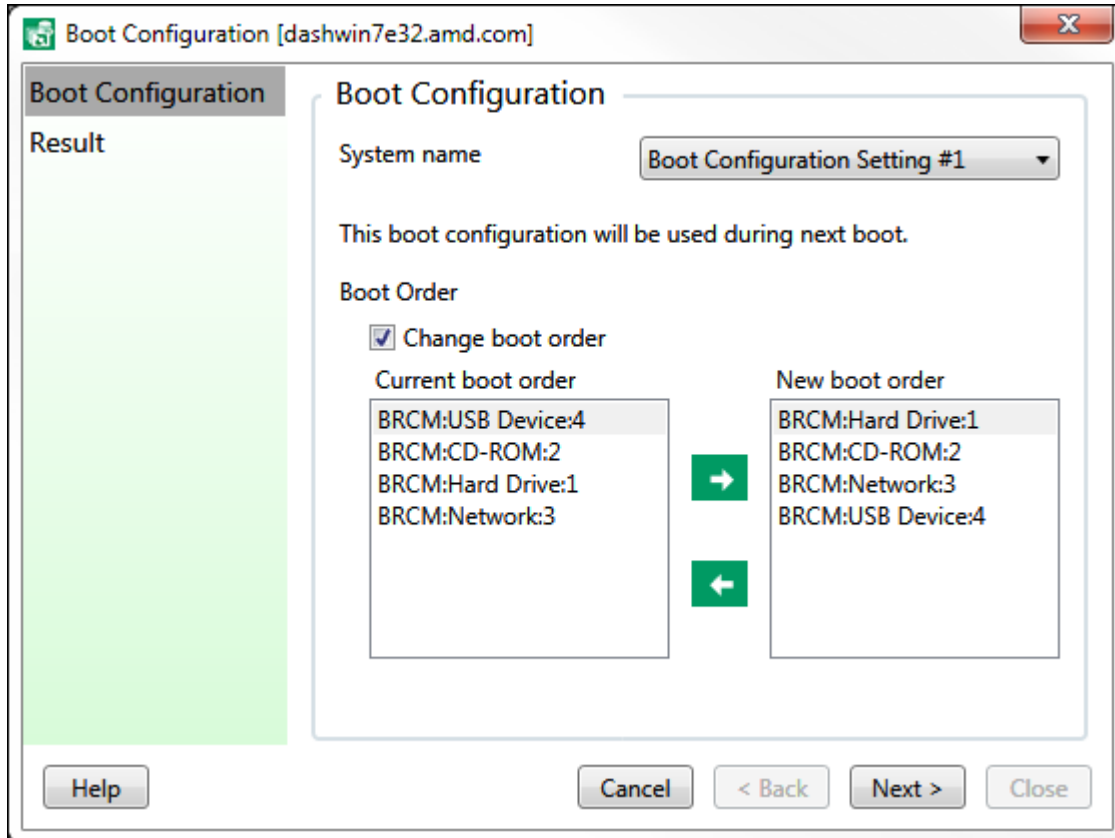 Boot Configuration [dashwin7e32.amd.com]
Boot Configuration
Result
Boot Configuration
System name
Boot Configuration Setting #1
This boot configuration will be used during next boot.
Boot Order
Change boot order
Current boot order
BRCM:USB Device:4
BRCM:CD-ROM:2
BRCM:Hard Drive:1
BRCM:Network:3
New boot order
BRCM:Hard Drive:1
BRCM:CD-ROM:2
BRCM:Network:3
BRCM:USB Device:4
Help
Cancel
< Back
Next >
Close